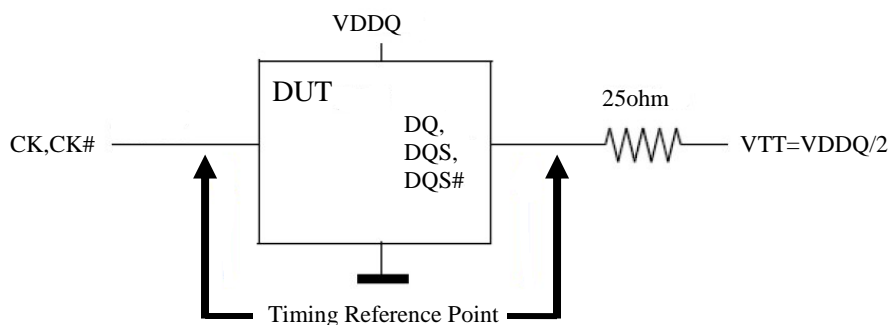 VDDQ
DUT
25ohm
CK,CK#
DQ,
DQS,
DQS#
VTT=VDDQ/2
Timing Reference Point